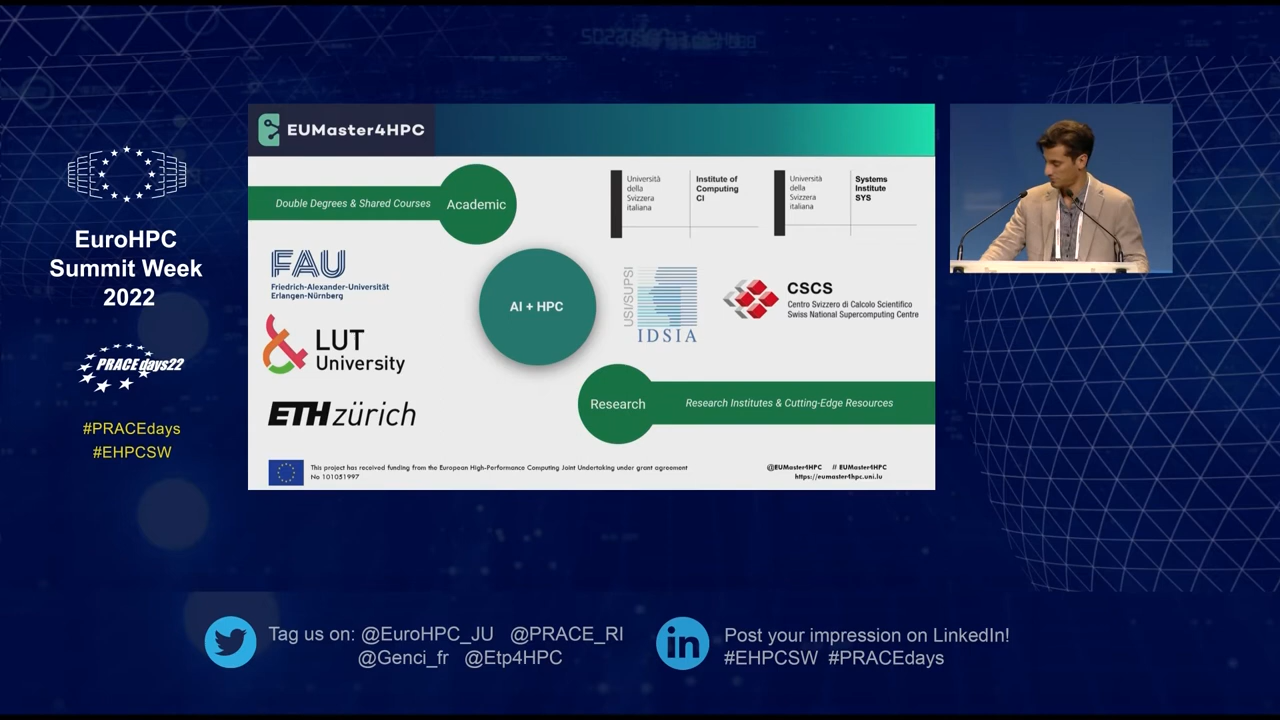 EuroHPC
Summit Week
2022
PRACEdays22
#PRACEdays
#EHPCSW
EUMaster4HPC
Double Degrees & Shared Courses
Academic
FAU
Friedrich-Alexander-Universität
Erlangen-Nürnberg
LUT
University
ETH zürich
AI + HPC
Università
della
Svizzera
italiana
Institute of
Computing
CI
Università
della
Svizzera
italiana
Systems
Institute
SYS
USI/SUPSI
IDSIA
CSCS
Centro Svizzero di Calcolo Scientifico
Swiss National Supercomputing Centre
Research
Research Institutes & Cutting-Edge Resources
This project has received funding from the European High-Performance Computing Joint Undertaking under grant agreement
No 101051997
@EUMaster4HPC // EUMaster4HPC
https://eumaster4hpc.uni.lu
Tag us on: @EuroHPC_JU @PRACE_RI
@Genci_fr @Etp4HPC
in
Post your impression on LinkedIn!
#EHPCSW #PRACEdays